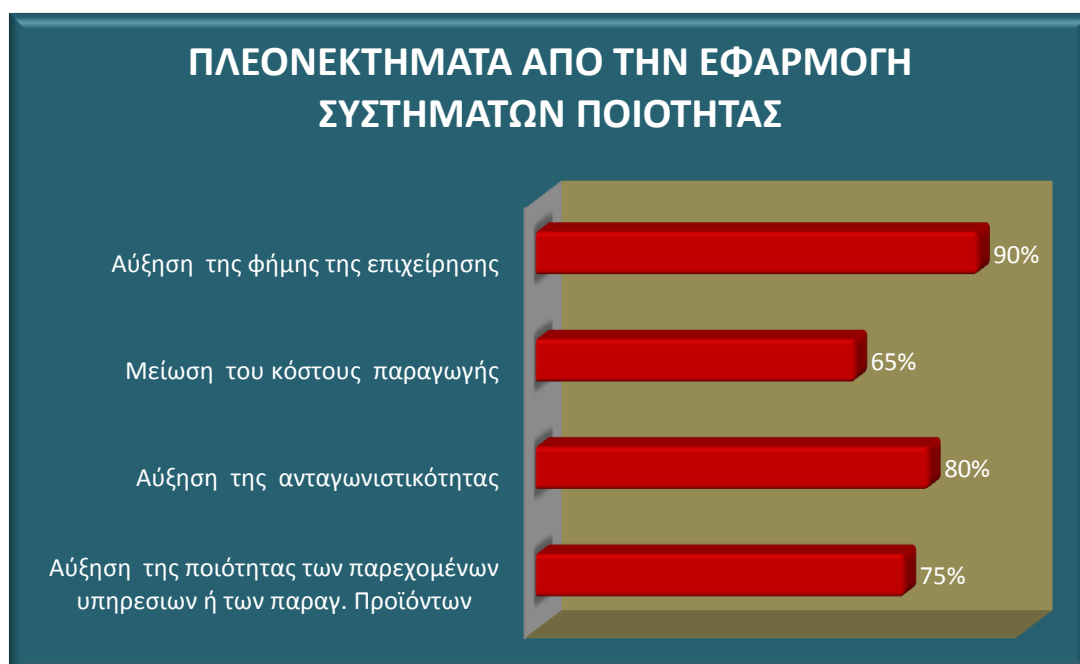 ΠΛΕΟΝΕΚΤΗΜΑΤΑ ΑΠΟ ΤΗΝ ΕΦΑΡΜΟΓΗ
ΣΥΣΤΗΜΑΤΩΝ ΠΟΙΟΤΗΤΑΣ
Αύξηση της φήμης της επιχείρησης
90%
Μείωση του κόστους παραγωγής
65%
Αύξηση της ανταγωνιστικότητας
80%
Αύξηση της ποιότητας των παρεχομένων
υπηρεσιων ή των παραγ. Προϊόντων
75%